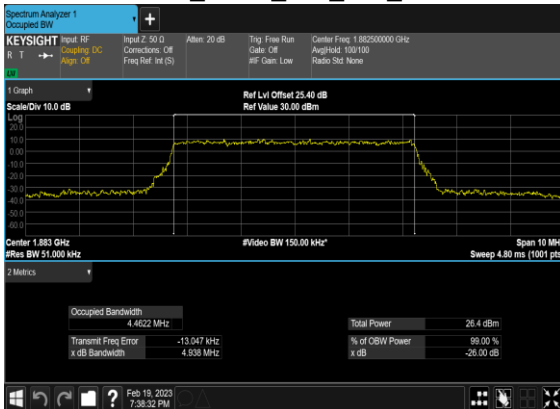 Spectrum Analyzer 1
Occupied BW
+
KEYSIGHT
R T
LXI
Input: RF
Coupling: DC
Align: Off
Input Z: 50 Ω
Corrections: Off
Freq Ref: Int (S)
Atten: 20 dB
Trig: Free Run
Gate: Off
#IF Gain: Low
Center Freq: 1.882500000 GHz
Avg|Hold: 100/100
Radio Std: None
1 Graph
Scale/Div 10.0 dB
Ref Lvl Offset 25.40 dB
Ref Value 30.00 dBm
Log
20.0
10.0
0.00
-10.0
-20.0
-30.0
-40.0
-50.0
-60.0
Center 1.883 GHz
#Res BW 51.000 kHz
#Video BW 150.00 kHz*
Span 10 MH
Sweep 4.80 ms (1001 pts
2 Metrics
Occupied Bandwidth
4.4622 MHz
Transmit Freq Error -13.047 kHz
x dB Bandwidth 4.938 MHz
Total Power 26.4 dBm
% of OBW Power 99.00 %
x dB -26.00 dB
?
Feb 19, 2023
7:38:32 PM